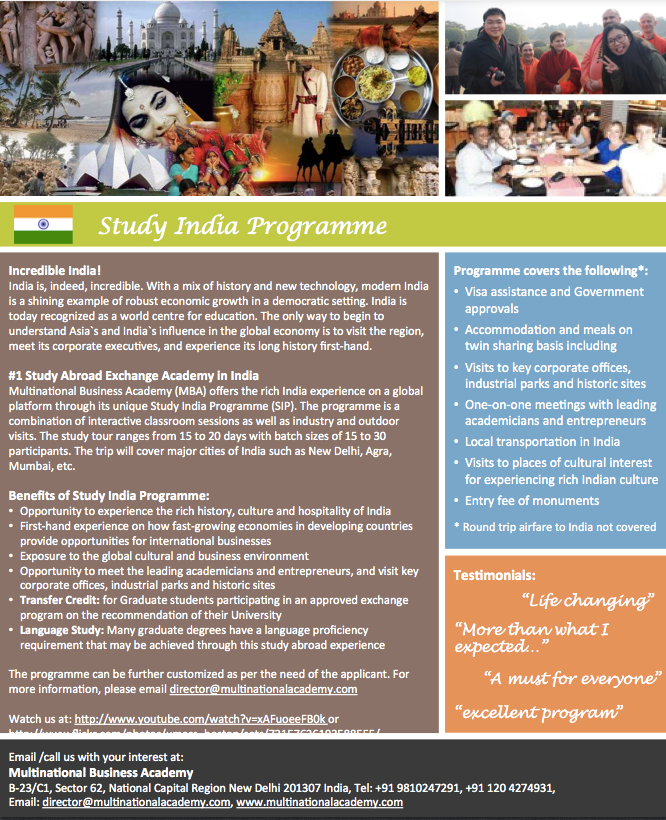 Study India Programme
Incredible India!
India is, indeed, incredible. With a mix of history and new technology, modern India
is a shining example of robust economic growth in a democratic setting. India is
today recognized as a world centre for education. The only way to begin to
understand Asia`s and India`s influence in the global economy is to visit the region,
meet its corporate executives, and experience its long history first-hand.
#1 Study Abroad Exchange Academy in India
Multinational Business Academy (MBA) offers the rich India experience on a global
platform through its unique Study India Programme (SIP). The programme is a
combination of interactive classroom sessions as well as industry and outdoor
visits. The study tour ranges from 15 to 20 days with batch sizes of 15 to 30
participants. The trip will cover major cities of India such as New Delhi, Agra,
Mumbai, etc.
Benefits of Study India Programme:
• Opportunity to experience the rich history, culture and hospitality of India
• First-hand experience on how fast-growing economies in developing countries
provide opportunities for international businesses
• Exposure to the global cultural and business environment
• Opportunity to meet the leading academicians and entrepreneurs, and visit key
corporate offices, industrial parks and historic sites
• Transfer Credit: for Graduate students participating in an approved exchange
program on the recommendation of their University
• Language Study: Many graduate degrees have a language proficiency
requirement that may be achieved through this study abroad experience
The programme can be further customized as per the need of the applicant. For
more information, please email director@multinationalacademy.com
Watch us at: http://www.youtube.com/watch?v=xAFuoeeFB0k or
Programme covers the following*:
• Visa assistance and Government
approvals
• Accommodation and meals on
twin sharing basis including
• Visits to key corporate offices,
industrial parks and historic sites
• One-on-one meetings with leading
academicians and entrepreneurs
• Local transportation in India
• Visits to places of cultural interest
for experiencing rich Indian culture
• Entry fee of monuments
* Round trip airfare to India not covered
Testimonials:
“Life changing”
“More than what I
expected...”
“A must for everyone”
“excellent program”
Email /call us with your interest at:
Multinational Business Academy
B-23/C1, Sector 62, National Capital Region New Delhi 201307 India, Tel: +91 9810247291, +91 120 4274931,
Email: director@multinationalacademy.com, www.multinationalacademy.com